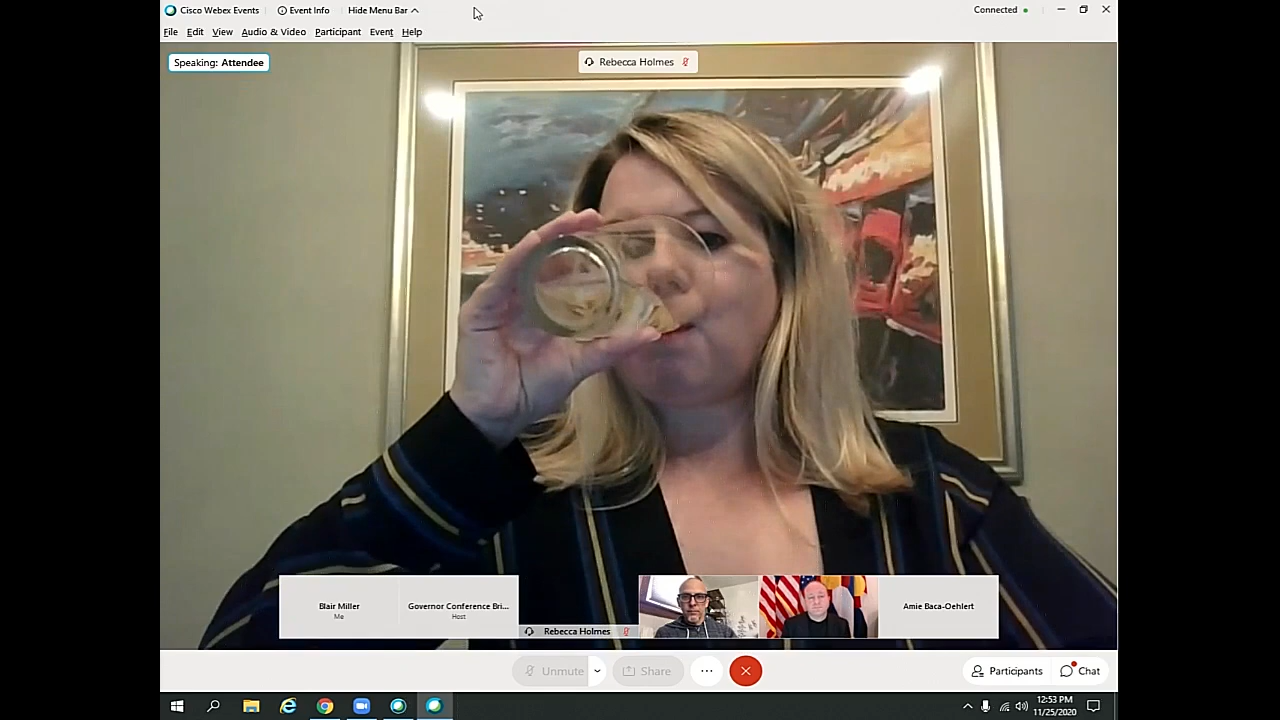 Cisco Webex Events Event Info Hide Menu Bar Connected
File Edit View Audio & Video Participant Event Help
Speaking: Attendee
Rebecca Holmes
Blair Miller
Me
Governor Conference Bri...
Host
Rebecca Holmes
Amie Baca-Oehlert
Unmute Share Participants Chat
12:53 PM
11/25/2020